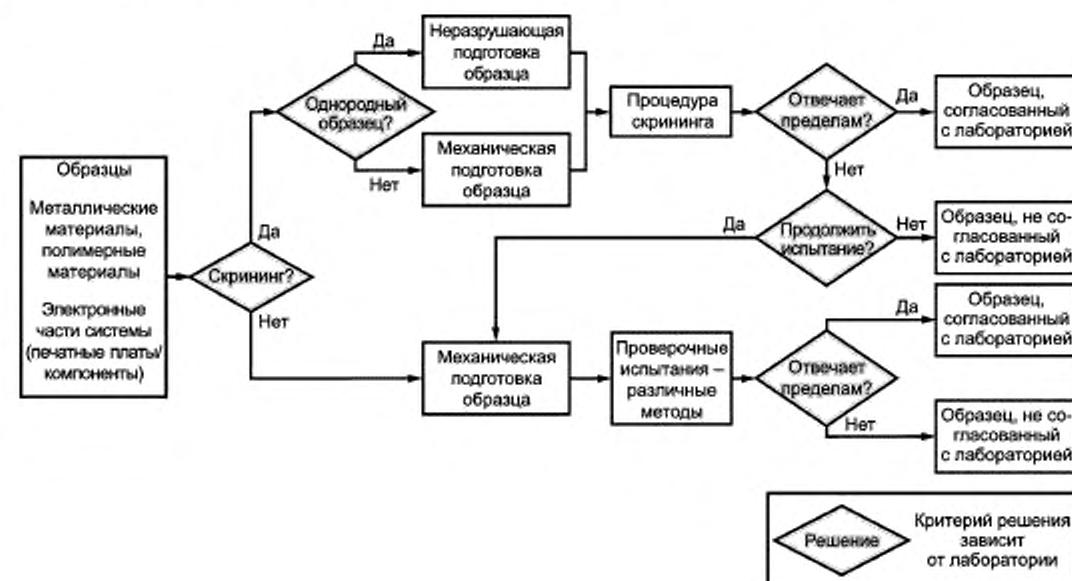 Образцы
Металлические
материалы,
полимерные
материалы
Электронные
части системы
(печатные платы/
компоненты)
Скрининг?
Да
Нет
Однородный
образец?
Да
Нет
Неразрушающая
подготовка
образца
Механическая
подготовка
образца
Процедура
скрининга
Отвечает
пределам?
Да
Нет
Образец,
согласованный
с лабораторией
Продолжить
испытание?
Да
Нет
Образец, не со-
гласованный
с лабораторией
Механическая
подготовка
образца
Проверочные
испытания –
различные
методы
Отвечает
пределам?
Да
Нет
Образец,
согласованный
с лабораторией
Образец, не со-
гласованный
с лабораторией
Решение
Критерий решения
зависит
от лаборатории